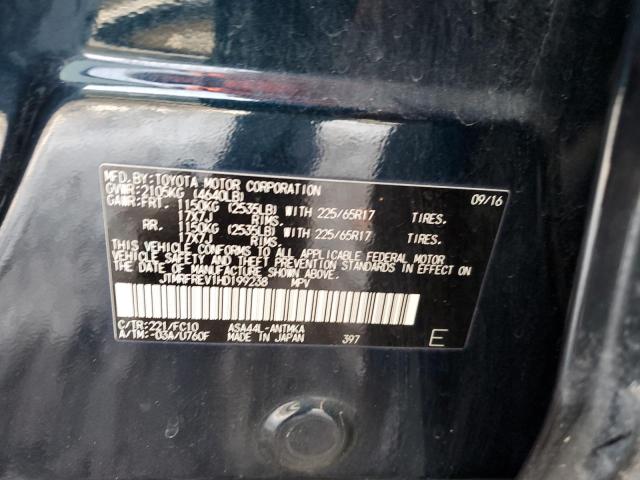 MFD.BY:TOYOTA MOTOR CORPORATION 09/16
GVWR:2105KG (4640LB)
GAWR:FRT. 1150KG (2535LB) WITH 225/65R17 TIRES.
17X7J RIMS.
RR. 1150KG (2535LB) WITH 225/65R17 TIRES.
17X7J RIMS.
THIS VEHICLE CONFORMS TO ALL APPLICABLE FEDERAL MOTOR
VEHICLE SAFETY AND THEFT PREVENTION STANDARDS IN EFFECT ON
THE DATE OF MANUFACTURE SHOWN ABOVE.
JTMRFREV1HD199238 MPV
C/TR:221/FC10 ASA44L-ANTMKA
A/TM:-03A/U760F MADE IN JAPAN 397 E